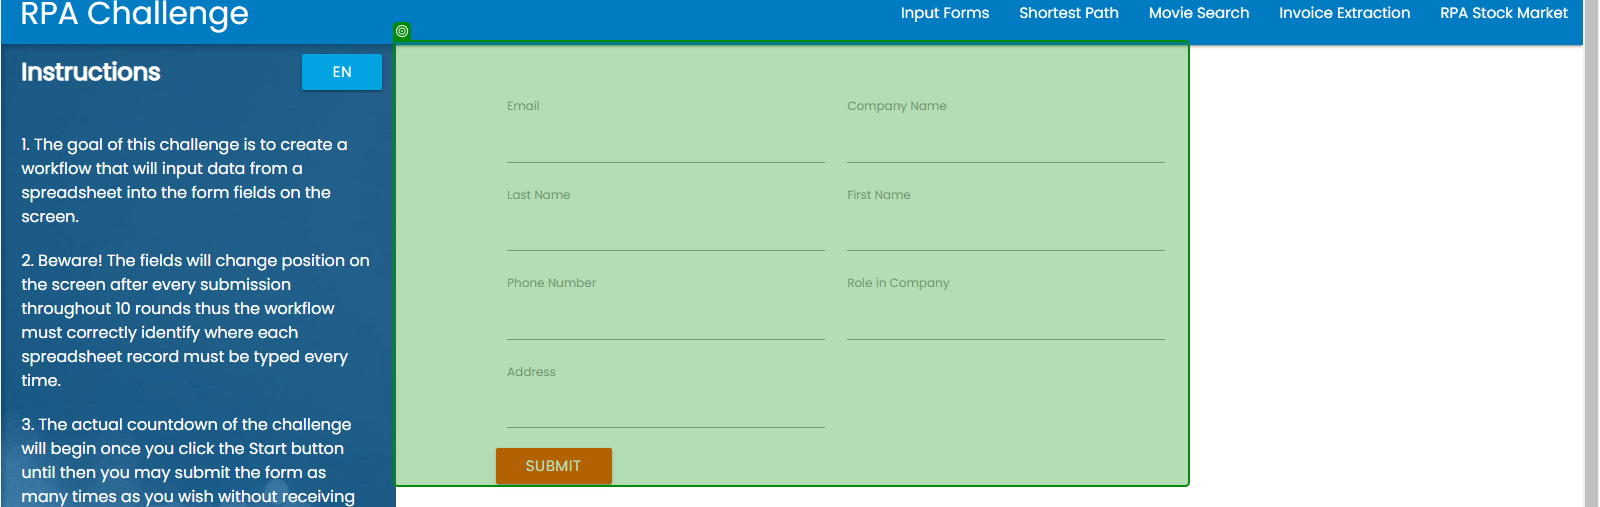 RPA Challenge
Input Forms Shortest Path Movie Search Invoice Extraction RPA Stock Market
Instructions
EN
1. The goal of this challenge is to create a
workflow that will input data from a
spreadsheet into the form fields on the
screen.
2. Beware! The fields will change position on
the screen after every submission
throughout 10 rounds thus the workflow
must correctly identify where each
spreadsheet record must be typed every
time.
3. The actual countdown of the challenge
will begin once you click the Start button
until then you may submit the form as
many times as you wish without receiving
Email
Company Name
Last Name
First Name
Phone Number
Role in Company
Address
SUBMIT